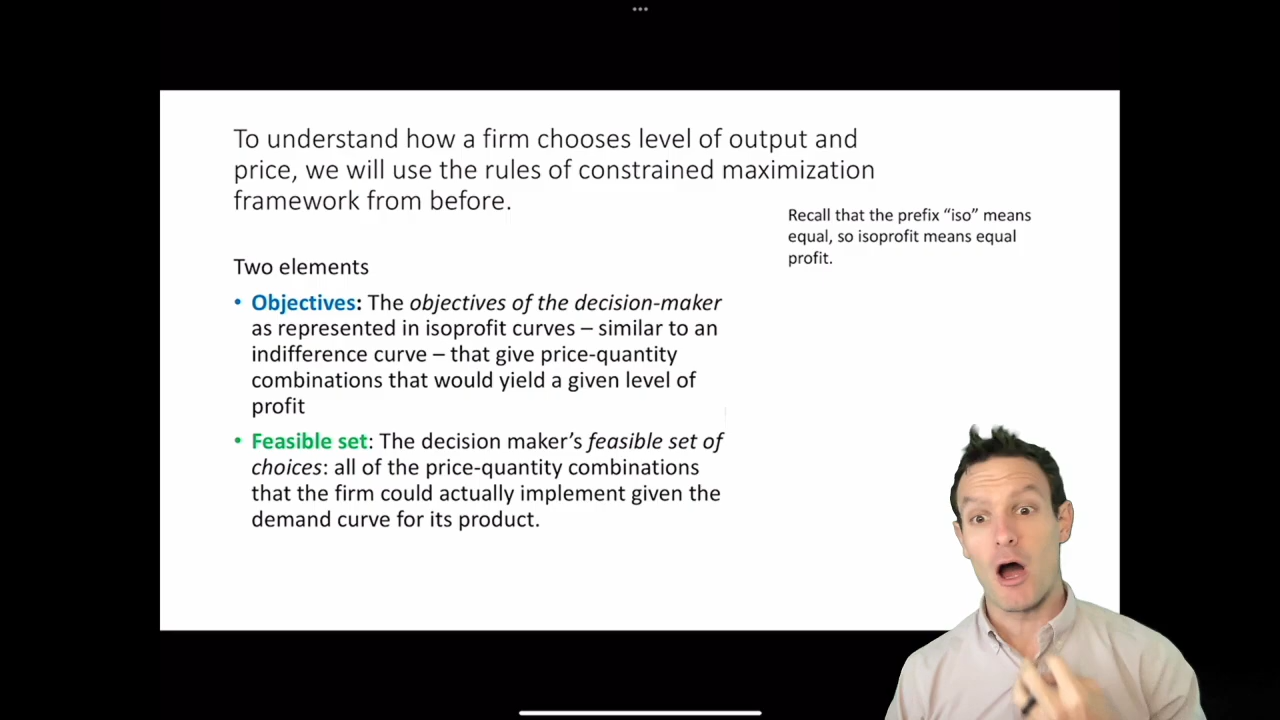 To understand how a firm chooses level of output and
price, we will use the rules of constrained maximization
framework from before.
Recall that the prefix “iso” means
equal, so isoprofit means equal
profit.
Two elements
• Objectives: The objectives of the decision-maker
as represented in isoprofit curves – similar to an
indifference curve – that give price-quantity
combinations that would yield a given level of
profit
• Feasible set: The decision maker’s feasible set of
choices: all of the price-quantity combinations
that the firm could actually implement given the
demand curve for its product.